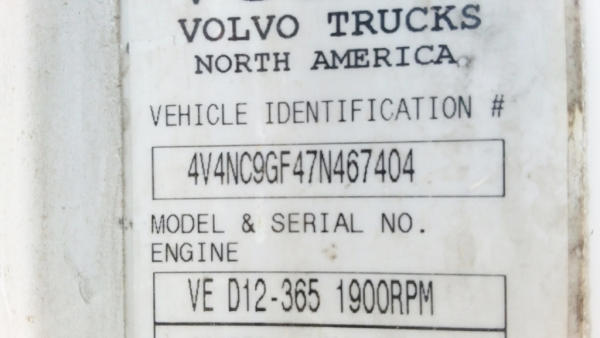 VOLVO TRUCKS
NORTH AMERICA
VEHICLE IDENTIFICATION #
4V4NC9GF47N467404
MODEL & SERIAL NO.
ENGINE
VE D12-365 1900RPM